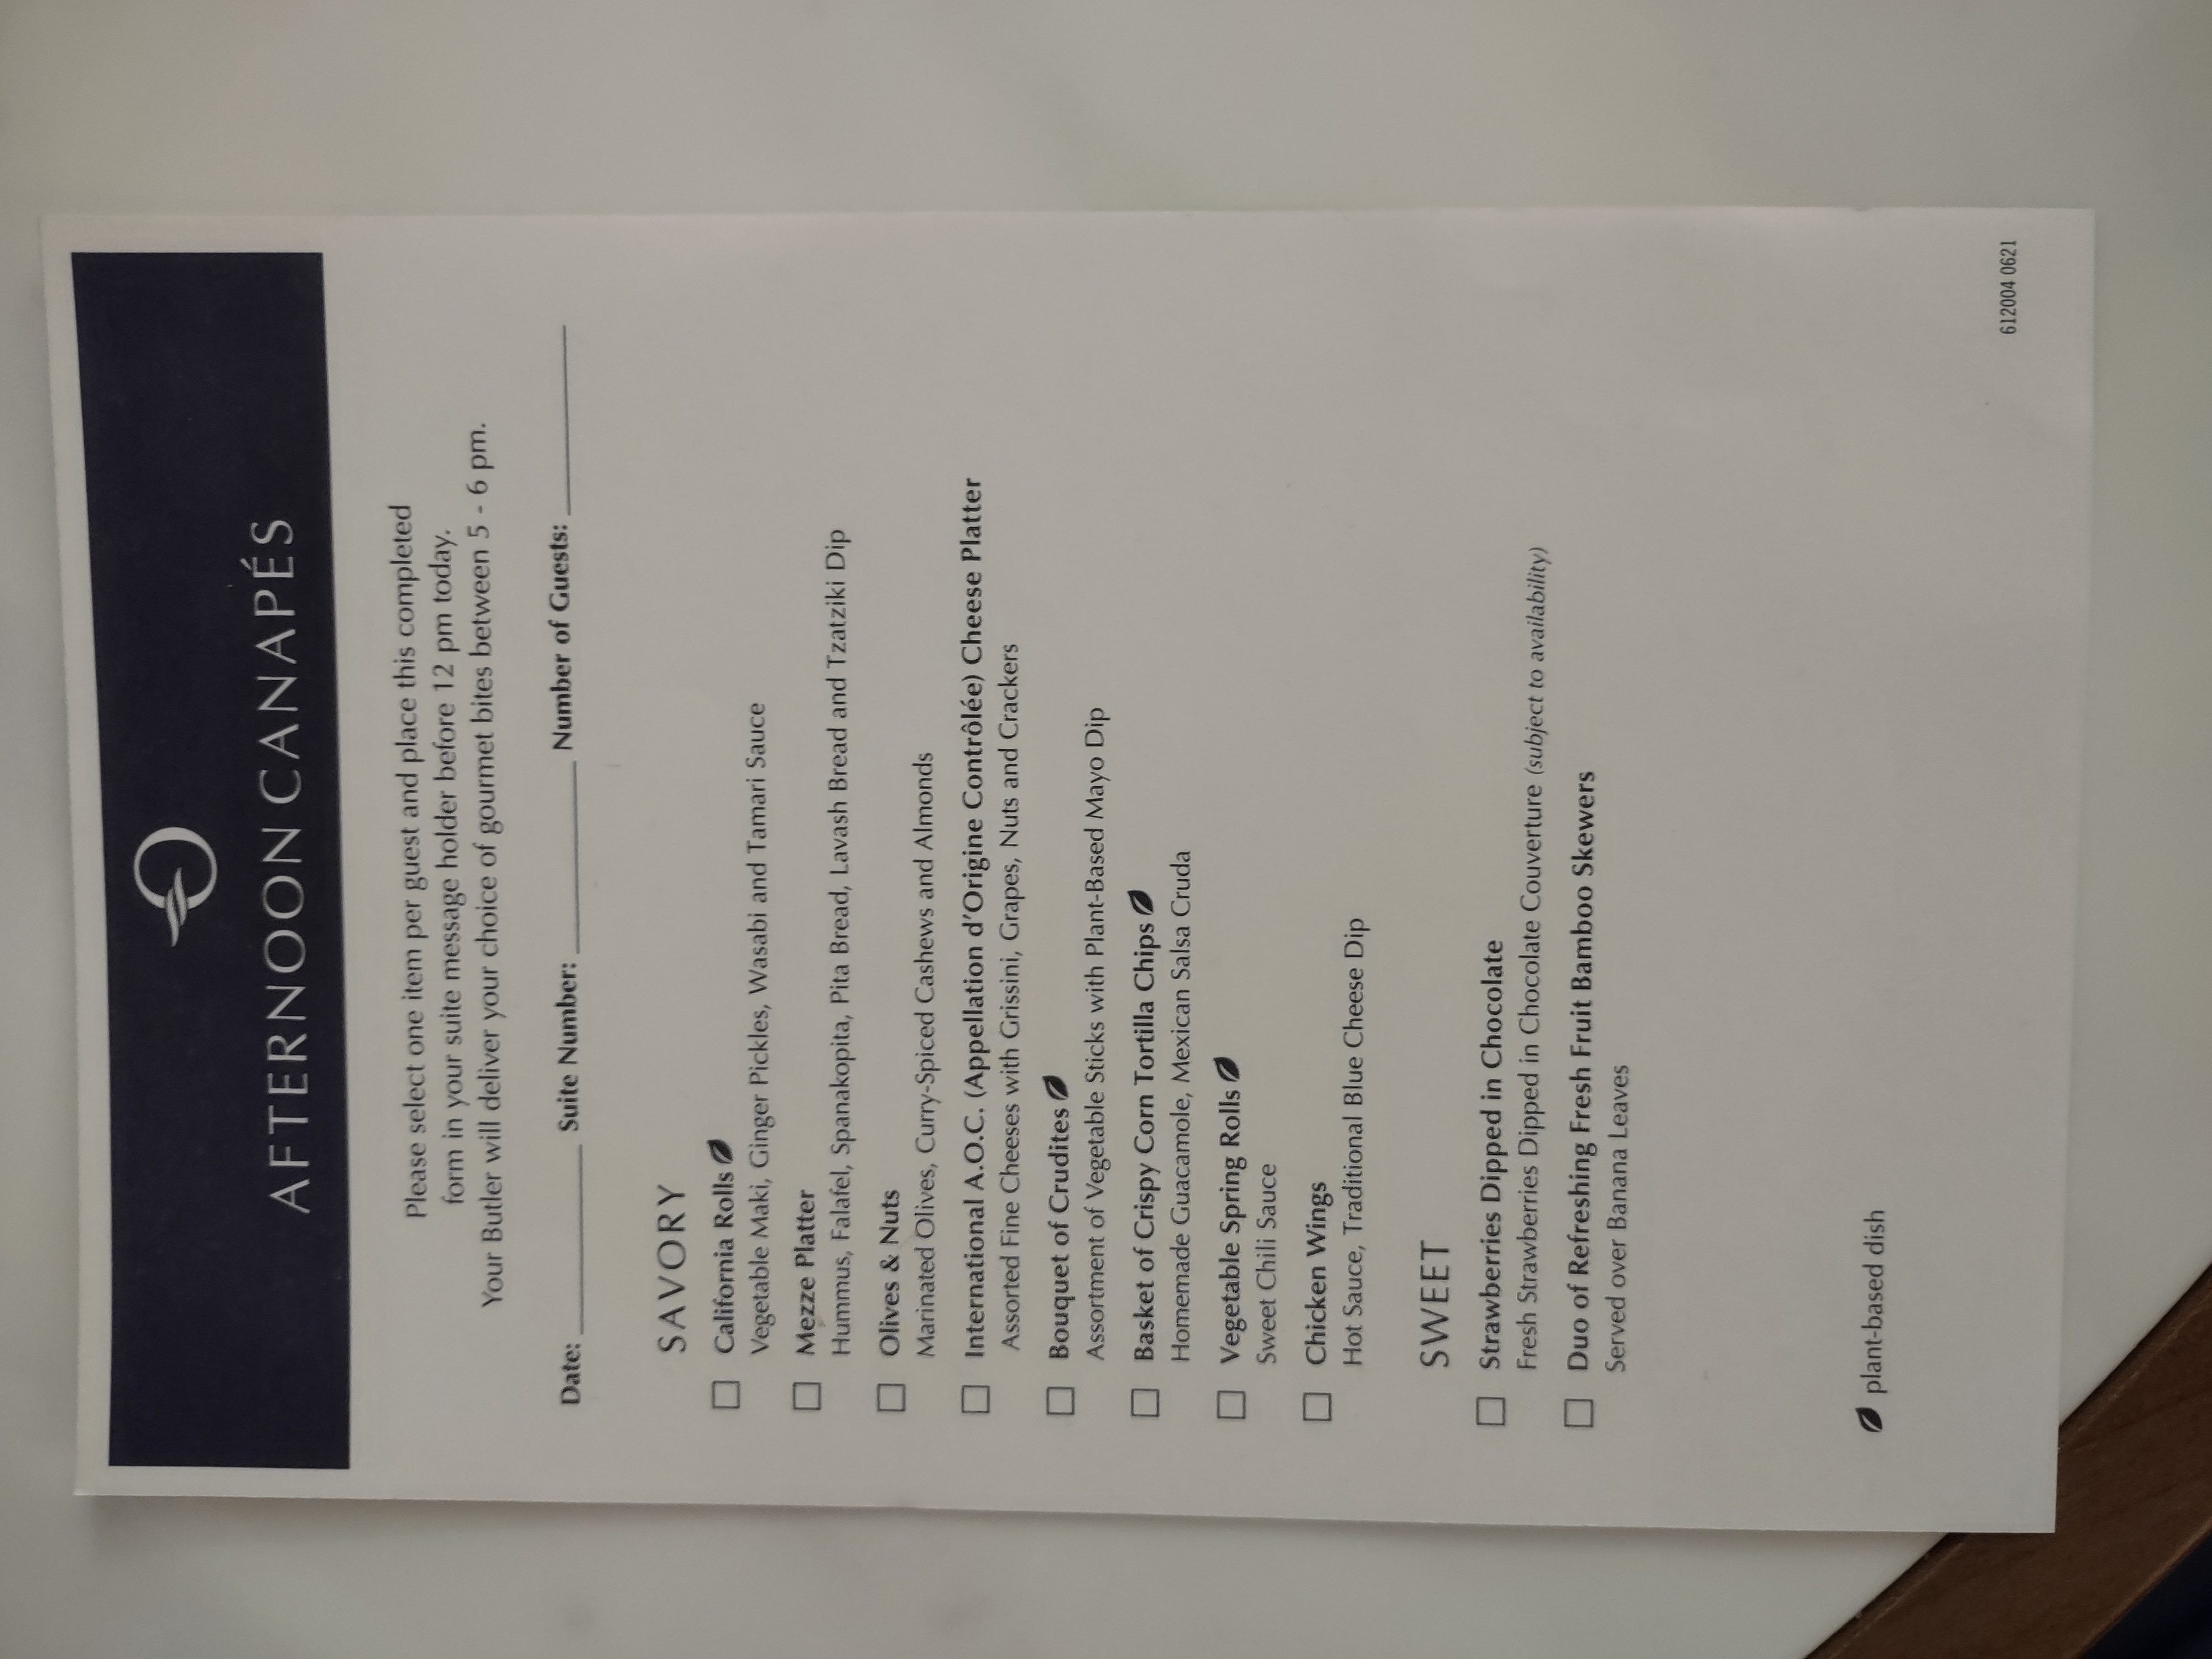 AFTERNOON CANAPÉS
Please select one item per guest and place this completed
form in your suite message holder before 12 pm today.
Your Butler will deliver your choice of gourmet bites between 5 - 6 pm.
Date: ____________ Suite Number: ____________ Number of Guests: ____________
SAVORY
California Rolls
Vegetable Maki, Ginger Pickles, Wasabi and Tamari Sauce
Mezze Platter
Hummus, Falafel, Spanakopita, Pita Bread, Lavash Bread and Tzatziki Dip
Olives & Nuts
Marinated Olives, Curry-Spiced Cashews and Almonds
International A.O.C. (Appellation d'Origine Contrôlée) Cheese Platter
Assorted Fine Cheeses with Grissini, Grapes, Nuts and Crackers
Bouquet of Crudites
Assortment of Vegetable Sticks with Plant-Based Mayo Dip
Basket of Crispy Corn Tortilla Chips
Homemade Guacamole, Mexican Salsa Cruda
Vegetable Spring Rolls
Sweet Chili Sauce
Chicken Wings
Hot Sauce, Traditional Blue Cheese Dip
SWEET
Strawberries Dipped in Chocolate
Fresh Strawberries Dipped in Chocolate Couverture (subject to availability)
Duo of Refreshing Fresh Fruit Bamboo Skewers
Served over Banana Leaves
plant-based dish
612004 0621